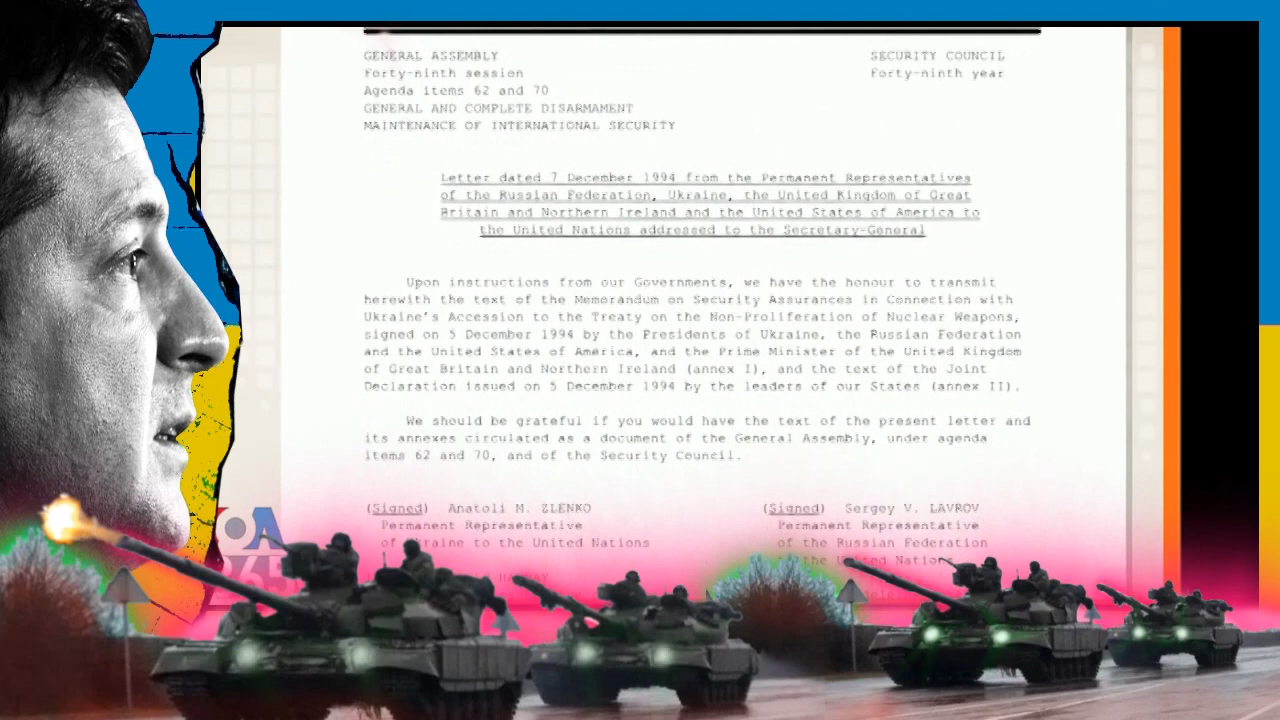 GENERAL ASSEMBLY
SECURITY COUNCIL
Forty-ninth session
Forty-ninth year
Agenda items 62 and 70
GENERAL AND COMPLETE DISARMAMENT
MAINTENANCE OF INTERNATIONAL SECURITY
Letter dated 7 December 1994 from the Permanent Representatives
of the Russian Federation, Ukraine, the United Kingdom of Great
Britain and Northern Ireland and the United States of America to
the United Nations addressed to the Secretary-General
Upon instructions from our Governments, we have the honour to transmit
herewith the text of the Memorandum on Security Assurances in Connection with
Ukraine's Accession to the Treaty on the Non-Proliferation of Nuclear Weapons,
signed on 5 December 1994 by the Presidents of Ukraine, the Russian Federation
and the United States of America, and the Prime Minister of the United Kingdom
of Great Britain and Northern Ireland (annex I), and the text of the Joint
Declaration issued on 5 December 1994 by the leaders of our States (annex II).
We should be grateful if you would have the text of the present letter and
its annexes circulated as a document of the General Assembly, under agenda
items 62 and 70, and of the Security Council.
(Signed) Anatoli M. ZLENKO
Permanent Representative
of Ukraine to the United Nations
(Signed) Sergey V. LAVROV
Permanent Representative
of the Russian Federation
the United Nations
VOA
365